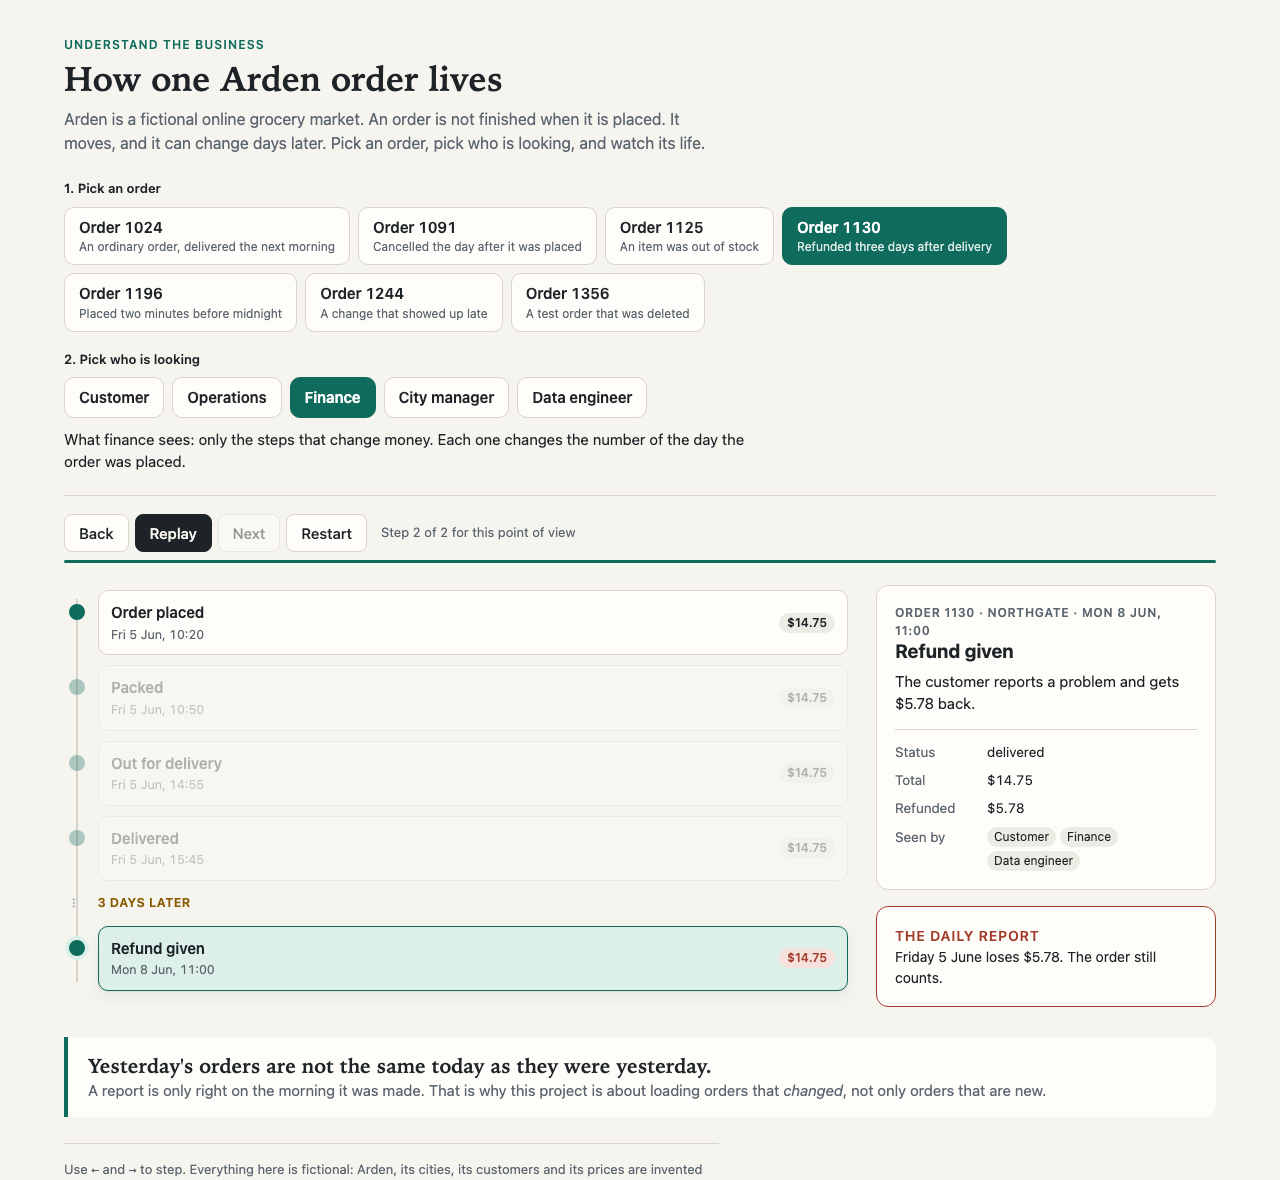 UNDERSTAND THE BUSINESS
How one Arden order lives
Arden is a fictional online grocery market. An order is not finished when it is placed. It
moves, and it can change days later. Pick an order, pick who is looking, and watch its life.
1. Pick an order
Order 1024
An ordinary order, delivered the next morning
Order 1091
Cancelled the day after it was placed
Order 1125
An item was out of stock
Order 1130
Refunded three days after delivery
Order 1196
Placed two minutes before midnight
Order 1244
A change that showed up late
Order 1356
A test order that was deleted
2. Pick who is looking
Customer
Operations
Finance
City manager
Data engineer
What finance sees: only the steps that change money. Each one changes the number of the day the
order was placed.
Back
Replay
Next
Restart
Step 2 of 2 for this point of view
Order placed
Fri 5 Jun, 10:20
$14.75
Packed
Fri 5 Jun, 10:50
$14.75
Out for delivery
Fri 5 Jun, 14:55
$14.75
Delivered
Fri 5 Jun, 15:45
$14.75
3 DAYS LATER
Refund given
Mon 8 Jun, 11:00
$14.75
ORDER 1130 · NORTHGATE · MON 8 JUN,
11:00
Refund given
The customer reports a problem and gets
$5.78 back.
Status delivered
Total $14.75
Refunded $5.78
Seen by Customer Finance
Data engineer
THE DAILY REPORT
Friday 5 June loses $5.78. The order still
counts.
Yesterday's orders are not the same today as they were yesterday.
A report is only right on the morning it was made. That is why this project is about loading orders that changed, not only orders that are new.
Use ← and → to step. Everything here is fictional: Arden, its cities, its customers and its prices are invented